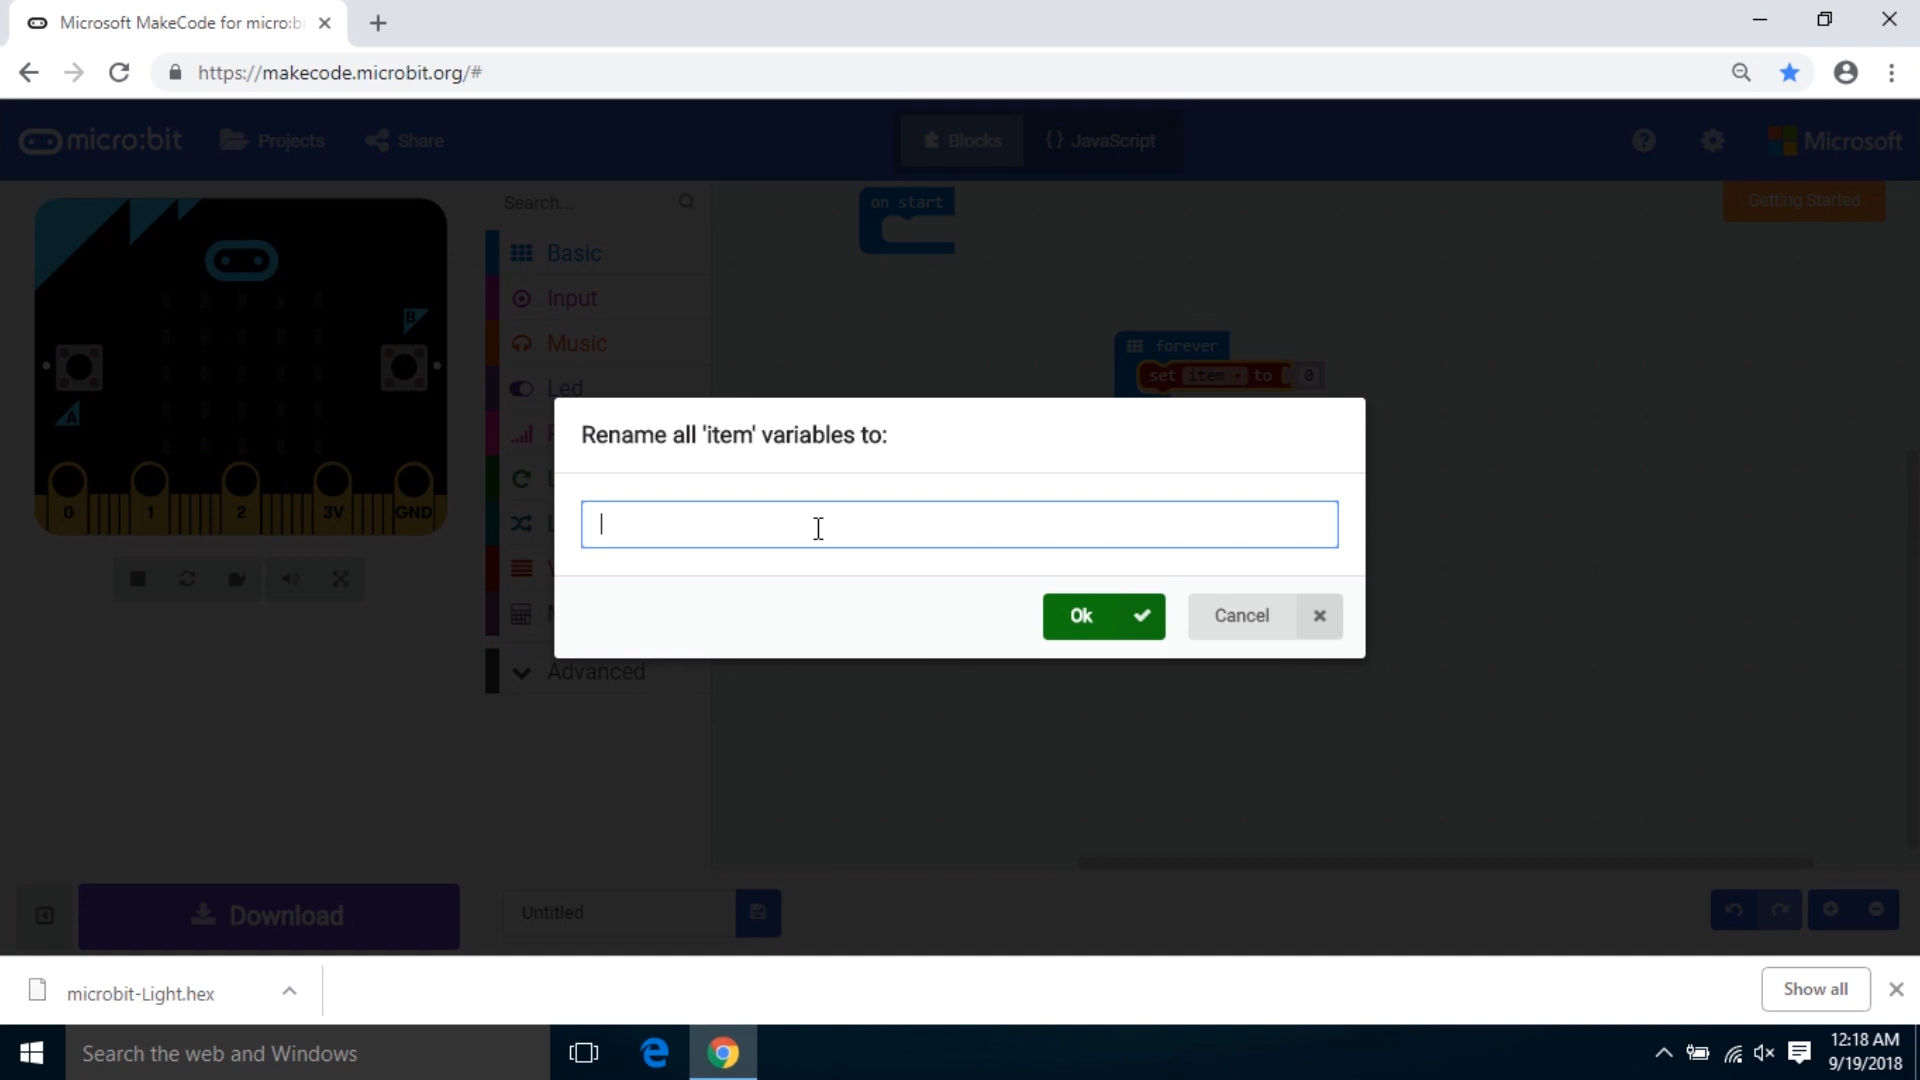 Microsoft MakeCode for micro:bi
https://makecode.microbit.org/#
micro:bit
Projects
Share
Blocks
{} JavaScript
Microsoft
Search...
on start
Getting Started
Basic
Input
Music
Led
forever
set item to 0
B
A
0 1 2 3V GND
Rename all 'item' variables to:
Ok
Cancel
Advanced
Download
Untitled
microbit-Light.hex
Show all
Search the web and Windows
12:18 AM
9/19/2018